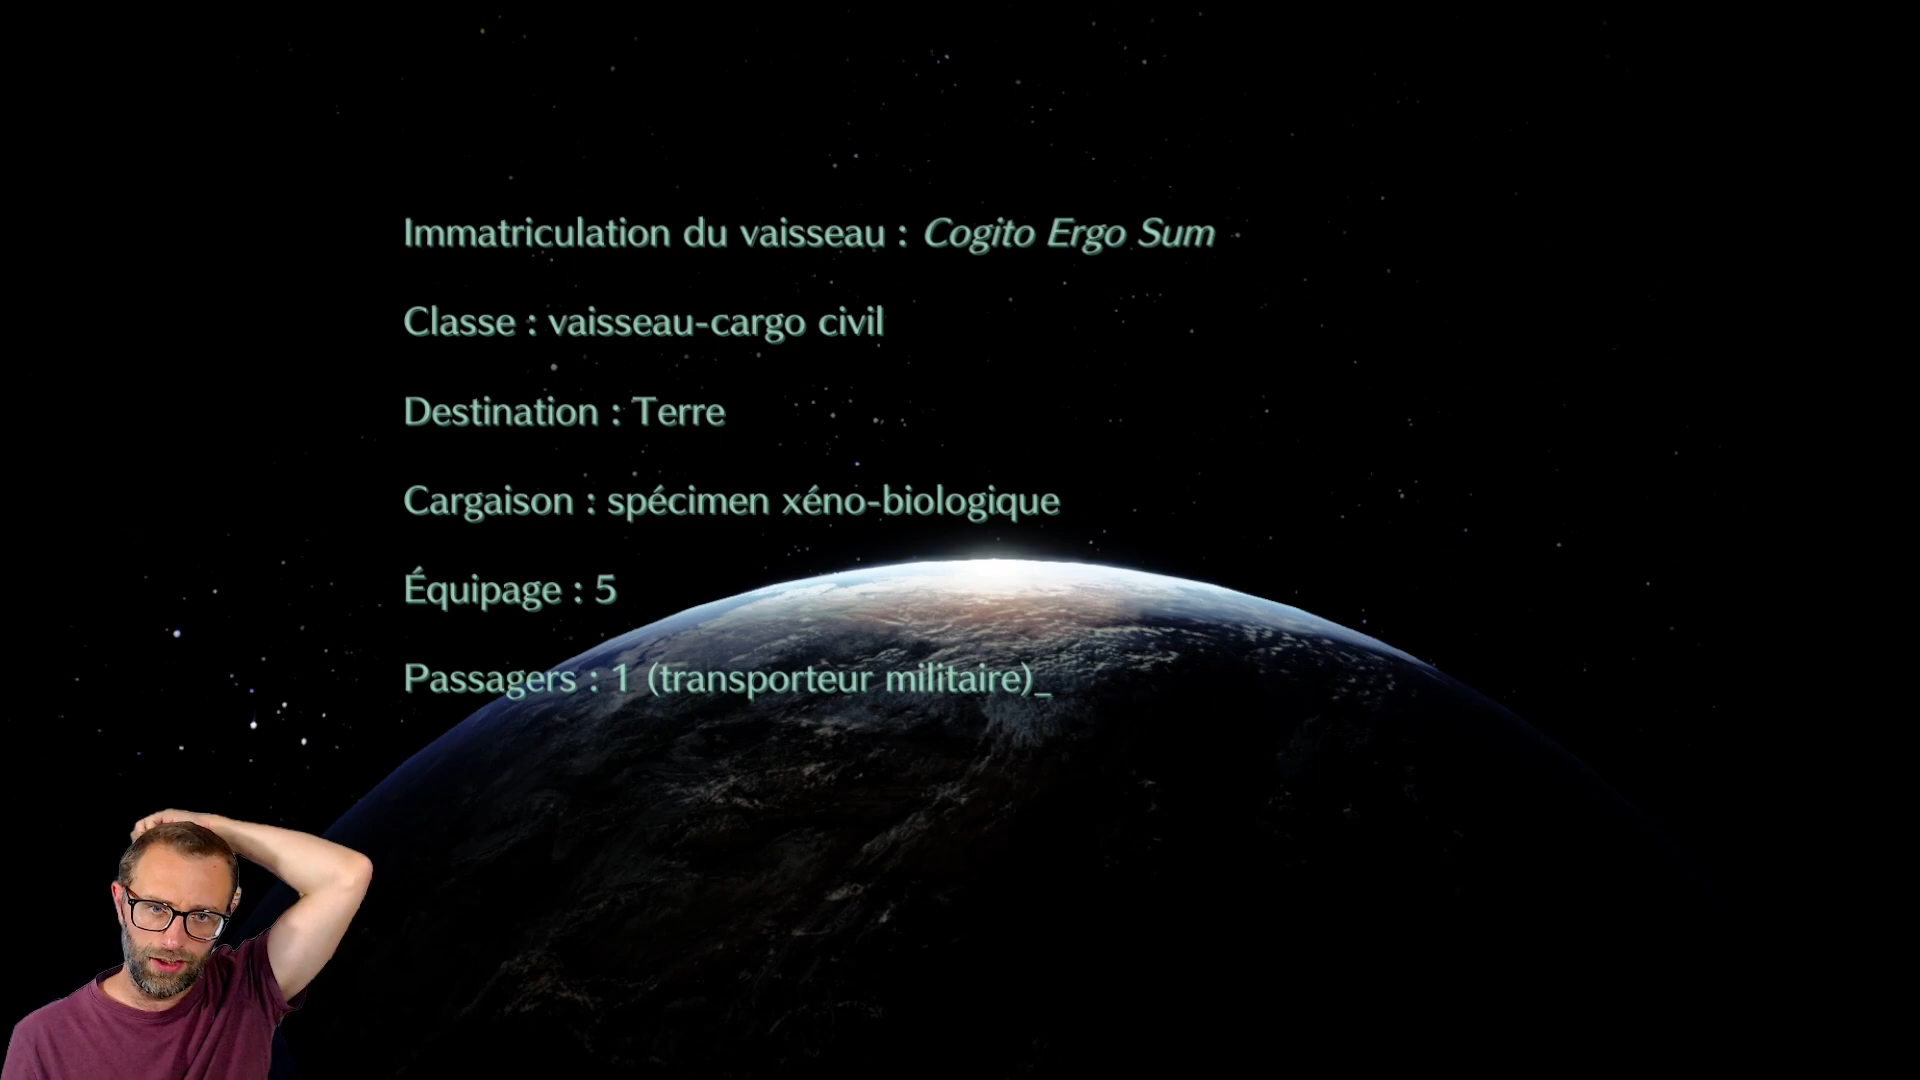 Immatriculation du vaisseau : Cogito Ergo Sum
Classe : vaisseau-cargo civil
Destination : Terre
Cargaison : spécimen xéno-biologique
Équipage : 5
Passagers : 1 (transporteur militaire)_